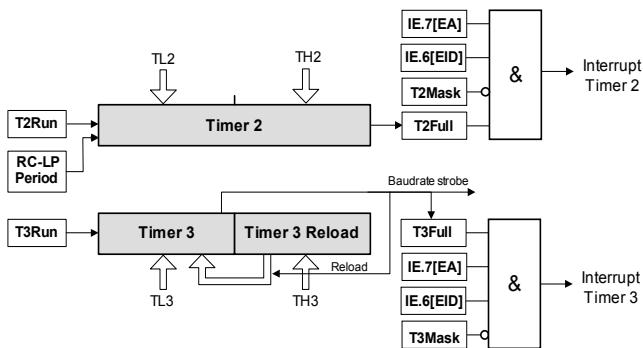 IE.7[EA]
TL2
TH2
IE.6[EID]
&
Interrupt
Timer 2
T2Mask
T2Run
Timer 2
T2Full
RC-LP
Period
Baudrate strobe
T3Run
Timer 3
Timer 3 Reload
T3Full
Reload
IE.7[EA]
TL3
TH3
&
Interrupt
Timer 3
IE.6[EID]
T3Mask